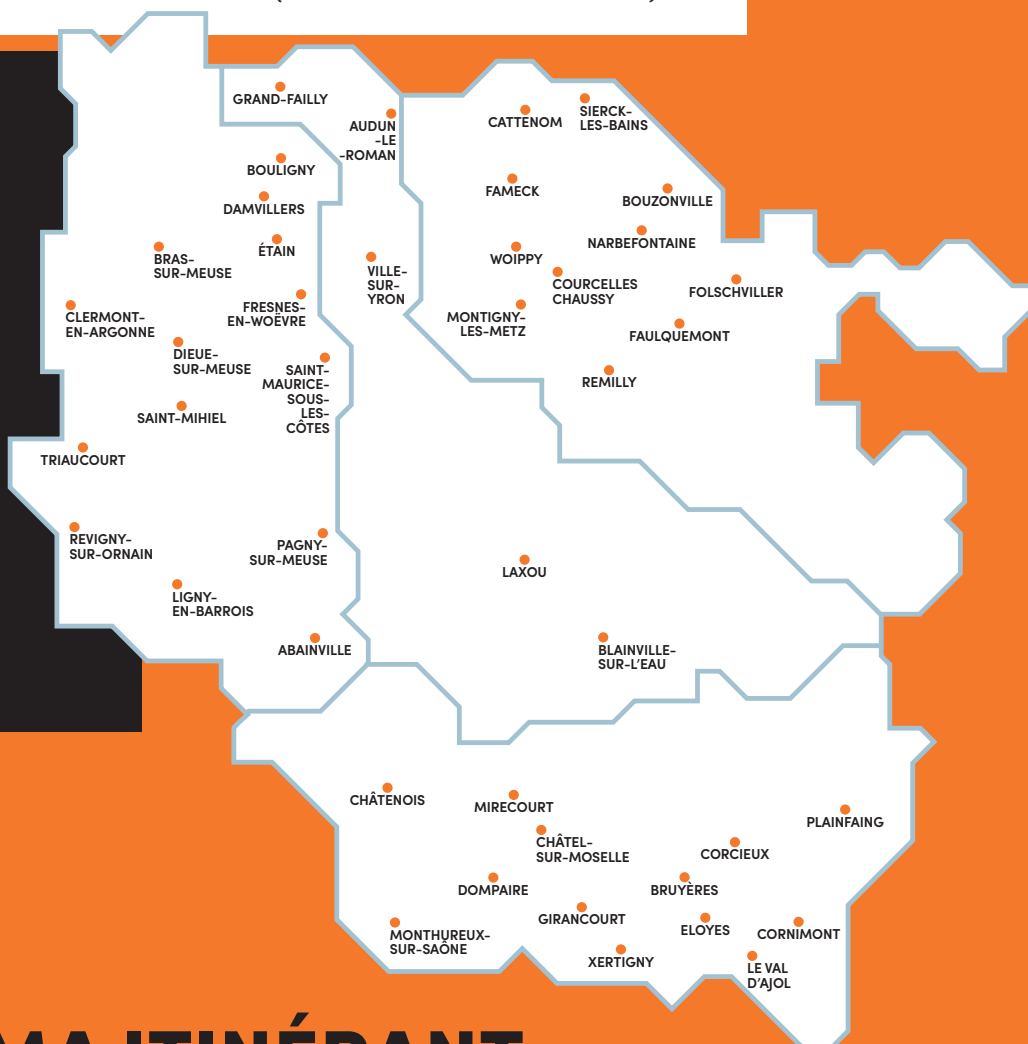 GRAND-FAILLY
AUDUN
-LE
-ROMAN
CATTENOM
SIERCK-
LES-BAINS
BOULIGNY
DAMVILLERS
ÉTAIN
BRAS-
SUR-MEUSE
CLERMONT-
EN-ARGONNE
FRESNES-
EN-WOËVRE
DIEUE-
SUR-MEUSE
SAINT-
MAURICE-
SOUS-
LES-
CÔTES
SAINT-MIHIEL
TRIAUCOURT
REVIGNY-
SUR-ORNAIN
PAGNY-
SUR-MEUSE
LIGNY-
EN-BARROIS
ABAINVILLE
VILLE-
SUR-
YRON
FAMECK
BOUZONVILLE
NARBEFONTAINE
WOIPPY
COURCELLES
CHAUSSY
FOLSCHVILLER
MONTIGNY-
LES-METZ
FAULQUEMONT
REMILLY
LAXOU
BLAINVILLE-
SUR-L'EAU
CHÂTENOIS
MIRECOURT
PLAINFAING
CHÂTEL-
SUR-MOSELLE
CORCIEUX
DOMPAIRE
BRUYÈRES
GIRANCOURT
ELOYES
CORNIMONT
MONTHUREUX-
SUR-SAÔNE
XERTIGNY
LE VAL
D'AJOL
MA ITINÉRANT